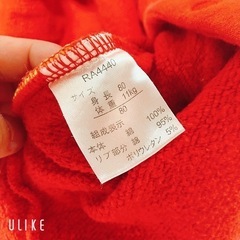 RA4440
サイズ
身長 80
体重 11kg
80
組成表示 綿 100%
本体 綿 95%
リブ部分 ポリウレタン 5%
ULIKE